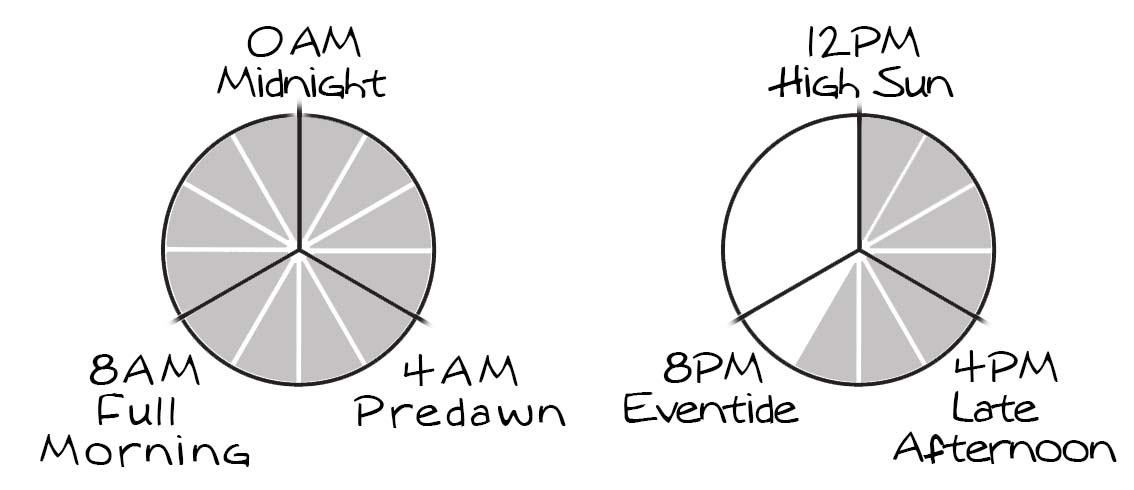 0AM
Midnight
8AM
Full
Morning
4AM
Predawn
12PM
High Sun
8PM
Eventide
4PM
Late
Afternoon